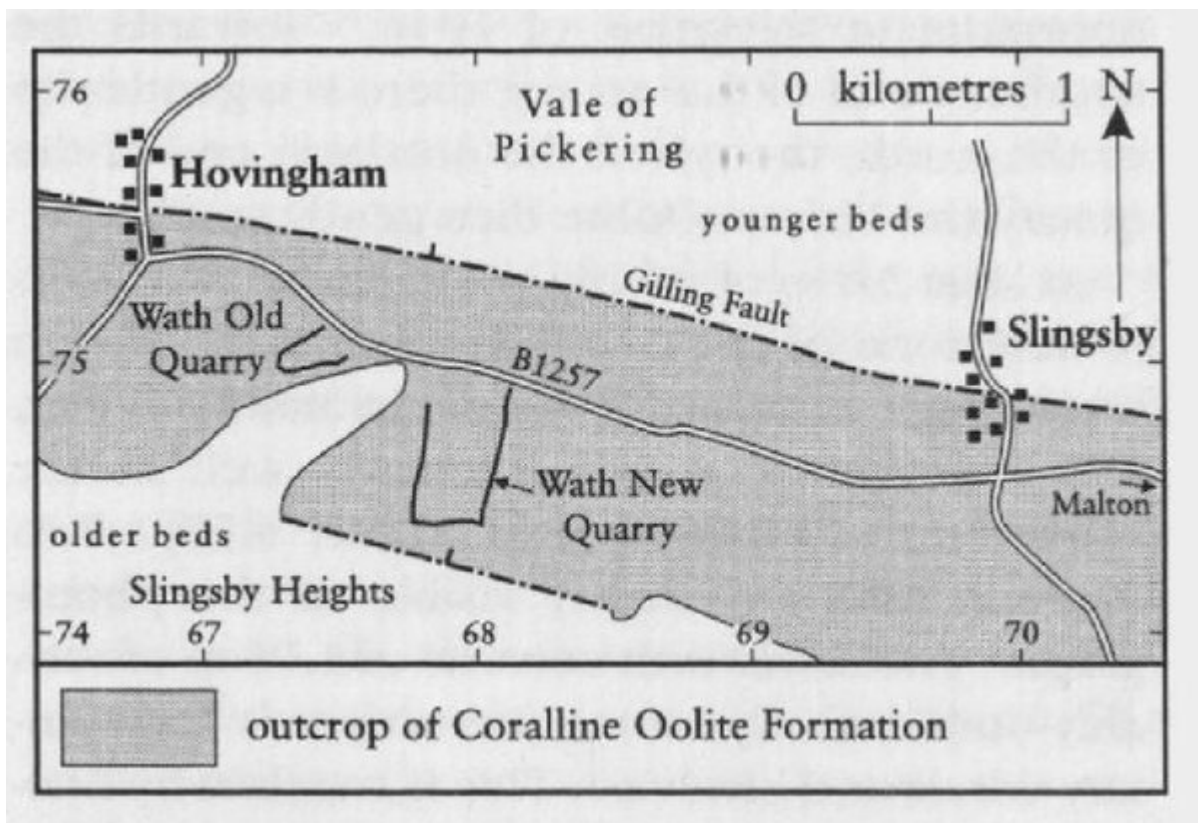 76
Vale of
Pickering
0 kilometres 1
N
Hovingham
younger beds
Gilling Fault
Slingsby
Wath Old
Quarry
75
B1257
Wath New
Quarry
Malton
older beds
Slingsby Heights
74
67
68
69
70
outcrop of Coralline Oolite Formation